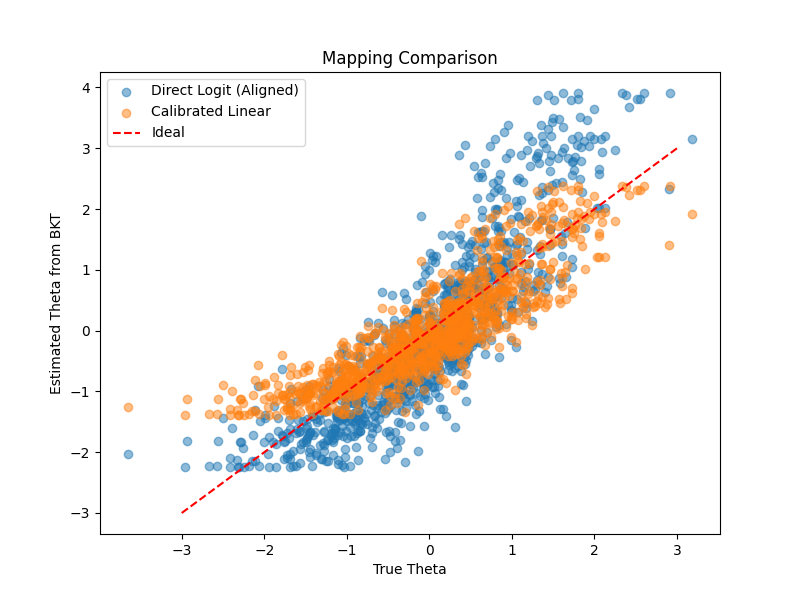 Mapping Comparison
Direct Logit (Aligned)
Calibrated Linear
Ideal
Estimated Theta from BKT
4
3
2
1
0
−1
−2
−3
−3
−2
−1
0
1
2
3
True Theta